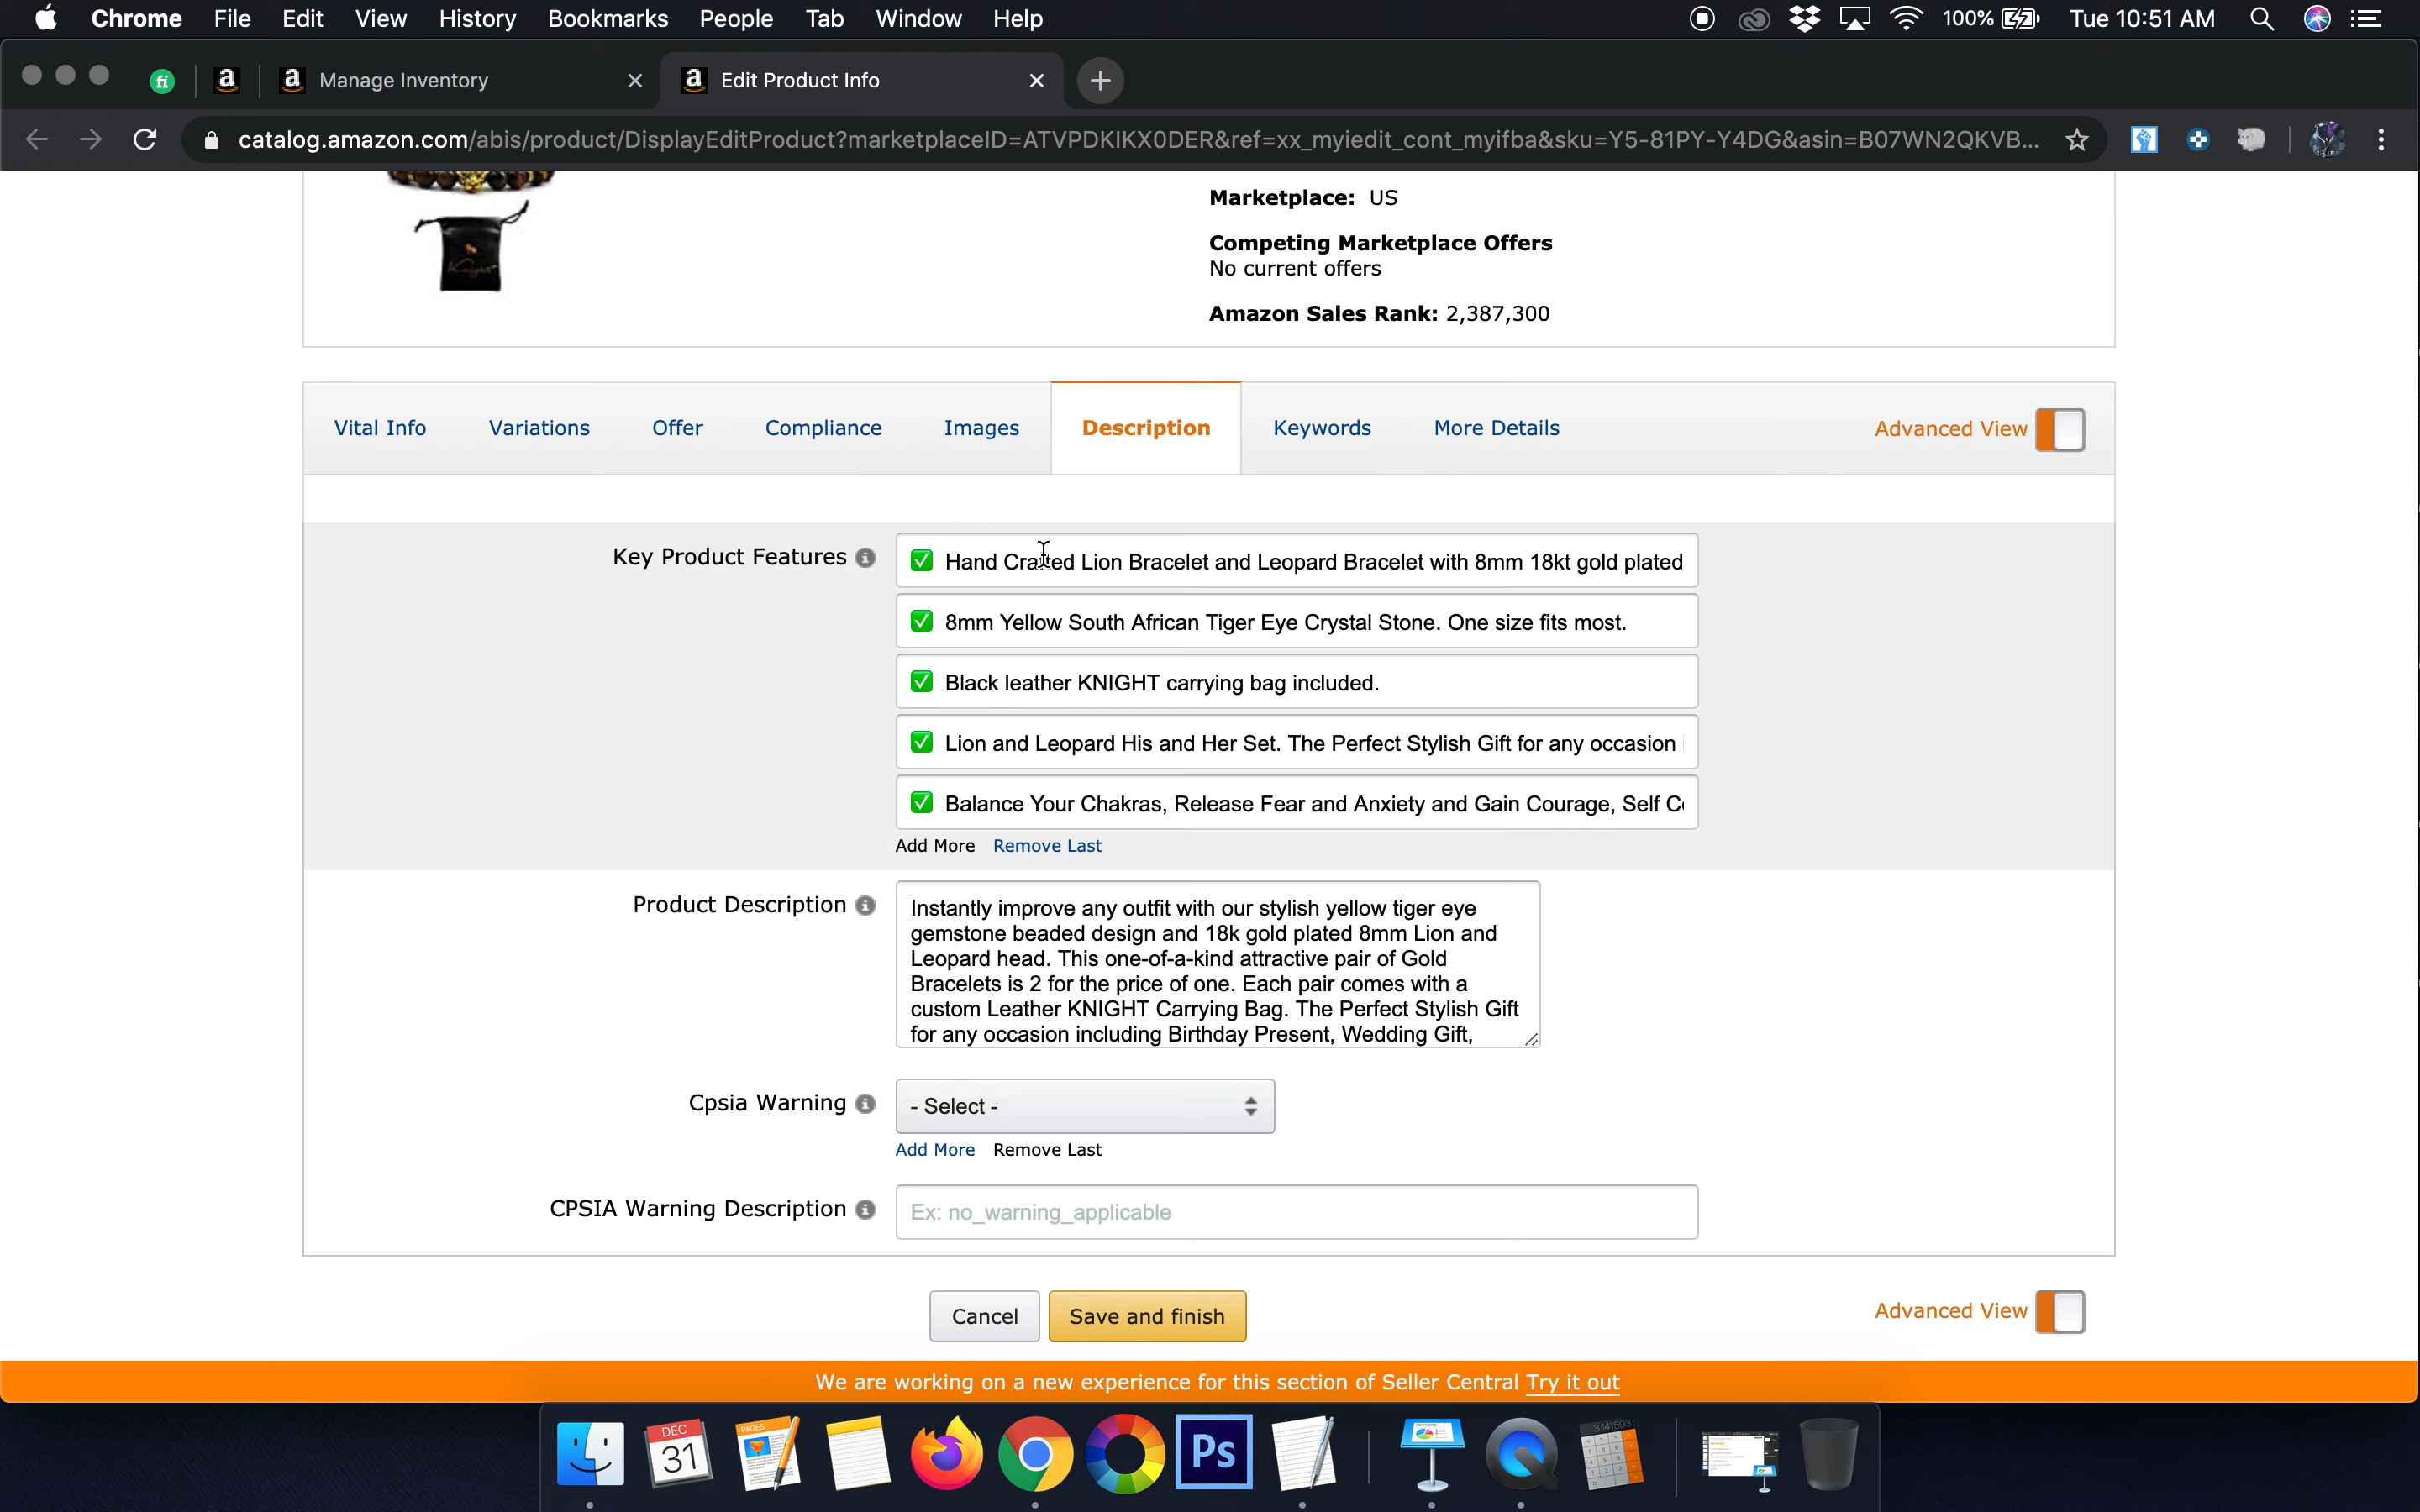 Chrome File Edit View History Bookmarks People Tab Window Help 100% Tue 10:51 AM
fi a a Manage Inventory a Edit Product Info
catalog.amazon.com/abis/product/DisplayEditProduct?marketplaceID=ATVPDKIKX0DER&ref=xx_myiedit_cont_myifba&sku=Y5-81PY-Y4DG&asin=B07WN2QKVB...
Knight
Marketplace: US
Competing Marketplace Offers
No current offers
Amazon Sales Rank: 2,387,300
Vital Info Variations Offer Compliance Images Description Keywords More Details Advanced View
Key Product Features
✅ Hand Crafted Lion Bracelet and Leopard Bracelet with 8mm 18kt gold plated
✅ 8mm Yellow South African Tiger Eye Crystal Stone. One size fits most.
✅ Black leather KNIGHT carrying bag included.
✅ Lion and Leopard His and Her Set. The Perfect Stylish Gift for any occasion
✅ Balance Your Chakras, Release Fear and Anxiety and Gain Courage, Self
Add More Remove Last
Product Description
Instantly improve any outfit with our stylish yellow tiger eye
gemstone beaded design and 18k gold plated 8mm Lion and
Leopard head. This one-of-a-kind attractive pair of Gold
Bracelets is 2 for the price of one. Each pair comes with a
custom Leather KNIGHT Carrying Bag. The Perfect Stylish Gift
for any occasion including Birthday Present, Wedding Gift,
Cpsia Warning
- Select -
Add More Remove Last
CPSIA Warning Description
Ex: no_warning_applicable
Cancel Save and finish Advanced View
We are working on a new experience for this section of Seller Central Try it out
DEC
31
PAGES
Ps
3.141593